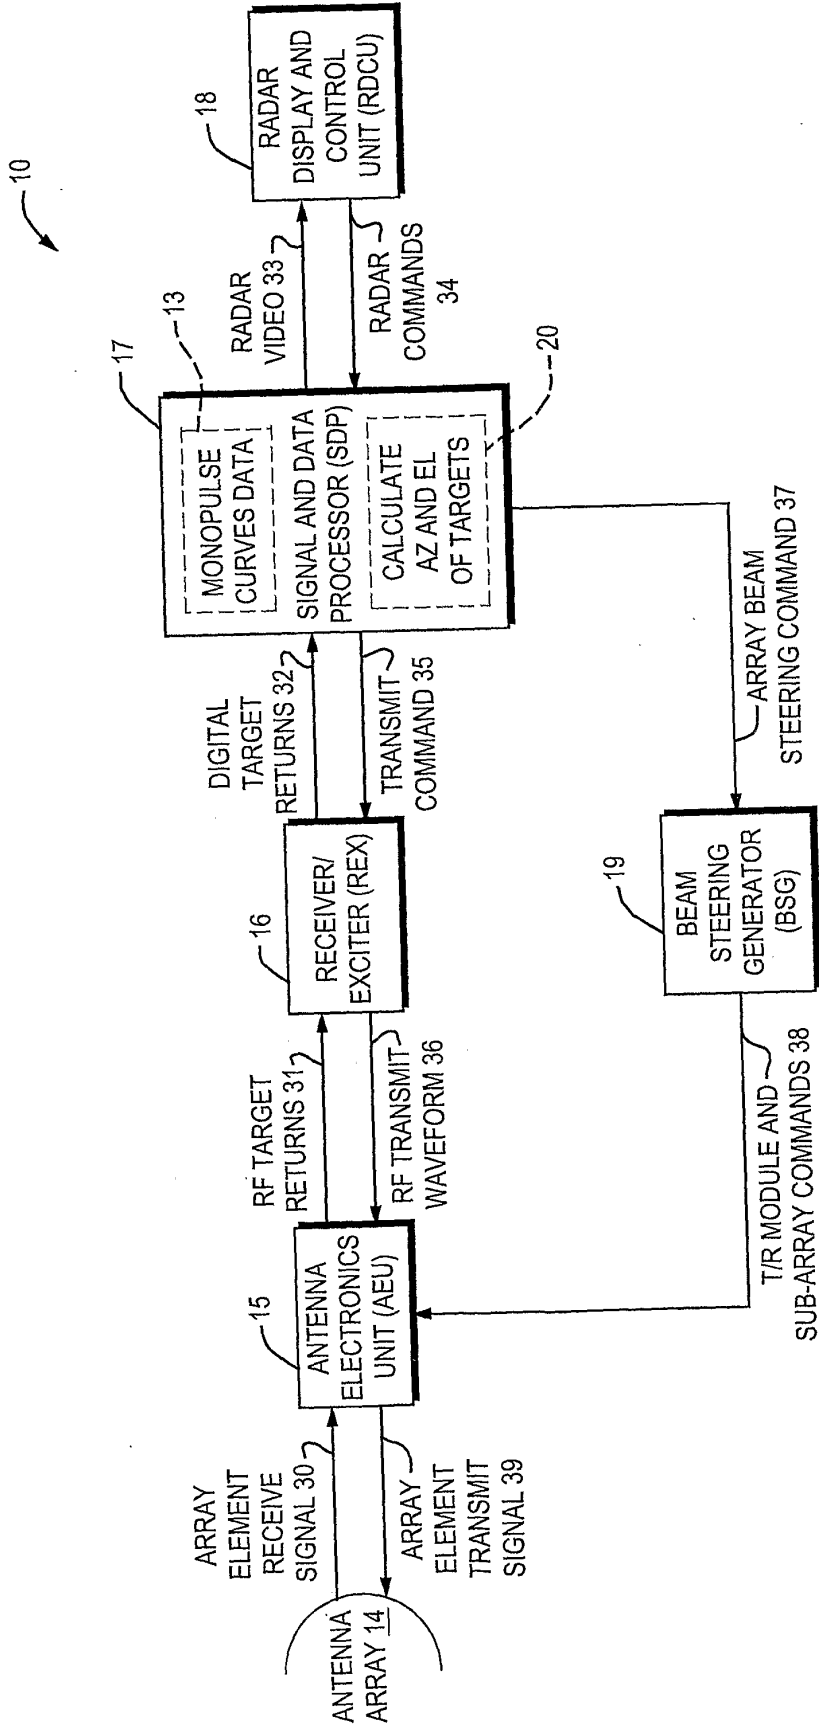 10
ANTENNA
ARRAY 14
ARRAY
ELEMENT
RECEIVE
SIGNAL 30
ARRAY
ELEMENT
TRANSMIT
SIGNAL 39
15
ANTENNA
ELECTRONICS
UNIT (AEU)
RF TARGET
RETURNS 31
RF TRANSMIT
WAVEFORM 36
16
RECEIVER/
EXCITER (REX)
DIGITAL
TARGET
RETURNS 32
TRANSMIT
COMMAND 35
17
13
MONOPULSE
CURVES DATA
SIGNAL AND DATA
PROCESSOR (SDP)
CALCULATE
AZ AND EL
OF TARGETS
20
RADAR
VIDEO 33
RADAR
COMMANDS
34
18
RADAR
DISPLAY AND
CONTROL
UNIT (RDCU)
T/R MODULE AND
SUB-ARRAY COMMANDS 38
19
BEAM
STEERING
GENERATOR
(BSG)
ARRAY BEAM
STEERING COMMAND 37